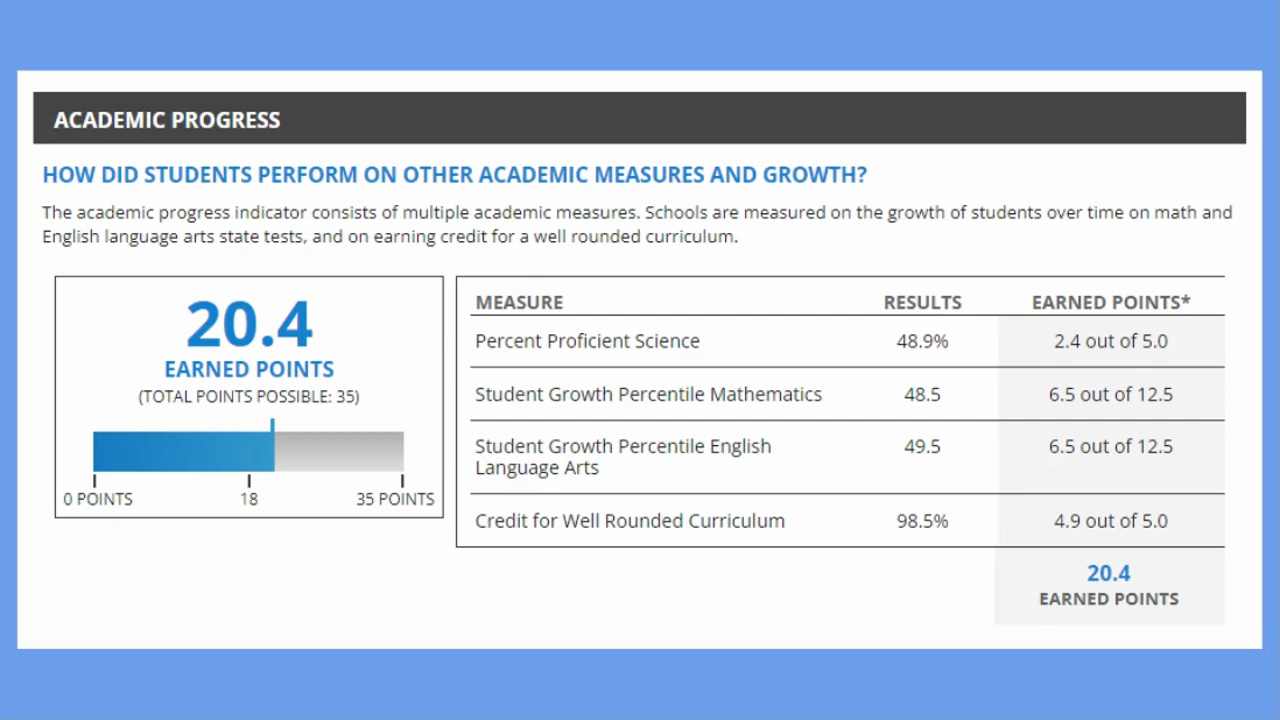 ACADEMIC PROGRESS
HOW DID STUDENTS PERFORM ON OTHER ACADEMIC MEASURES AND GROWTH?
The academic progress indicator consists of multiple academic measures. Schools are measured on the growth of students over time on math and
English language arts state tests, and on earning credit for a well rounded curriculum.
20.4
EARNED POINTS
(TOTAL POINTS POSSIBLE: 35)
0 POINTS 18 35 POINTS
MEASURE RESULTS EARNED POINTS*
Percent Proficient Science 48.9% 2.4 out of 5.0
Student Growth Percentile Mathematics 48.5 6.5 out of 12.5
Student Growth Percentile English 49.5 6.5 out of 12.5
Language Arts
Credit for Well Rounded Curriculum 98.5% 4.9 out of 5.0
20.4
EARNED POINTS